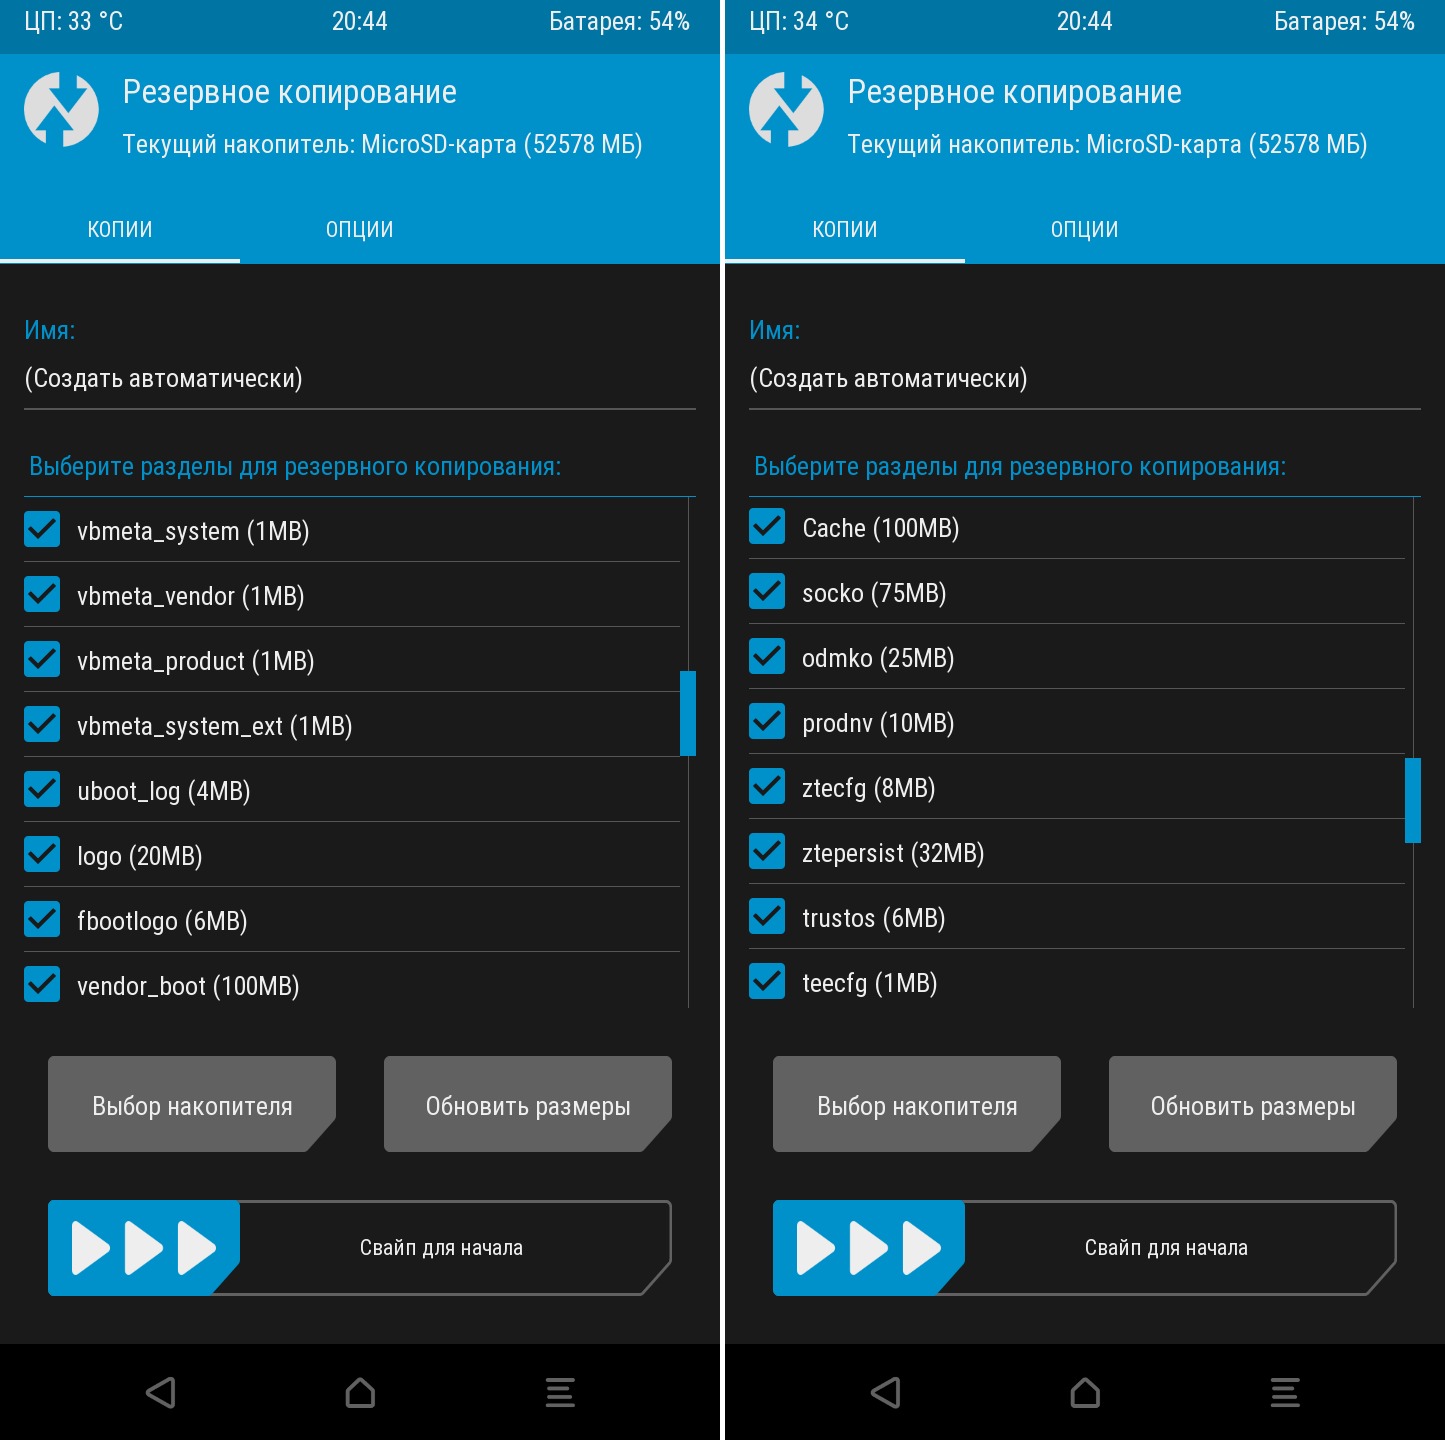 ЦП: 33 °C 20:44 Батарея: 54%
Резервное копирование
Текущий накопитель: MicroSD-карта (52578 МБ)
КОПИИ ОПЦИИ
Имя:
(Создать автоматически)
Выберите разделы для резервного копирования:
vbmeta_system (1MB)
vbmeta_vendor (1MB)
vbmeta_product (1MB)
vbmeta_system_ext (1MB)
uboot_log (4MB)
logo (20MB)
fbootlogo (6MB)
vendor_boot (100MB)
Выбор накопителя Обновить размеры
Свайп для начала
ЦП: 34 °C 20:44 Батарея: 54%
Резервное копирование
Текущий накопитель: MicroSD-карта (52578 МБ)
КОПИИ ОПЦИИ
Имя:
(Создать автоматически)
Выберите разделы для резервного копирования:
Cache (100MB)
socko (75MB)
odmko (25MB)
prodnv (10MB)
ztecfg (8MB)
ztepersist (32MB)
trustos (6MB)
teecfg (1MB)
Выбор накопителя Обновить размеры
Свайп для начала